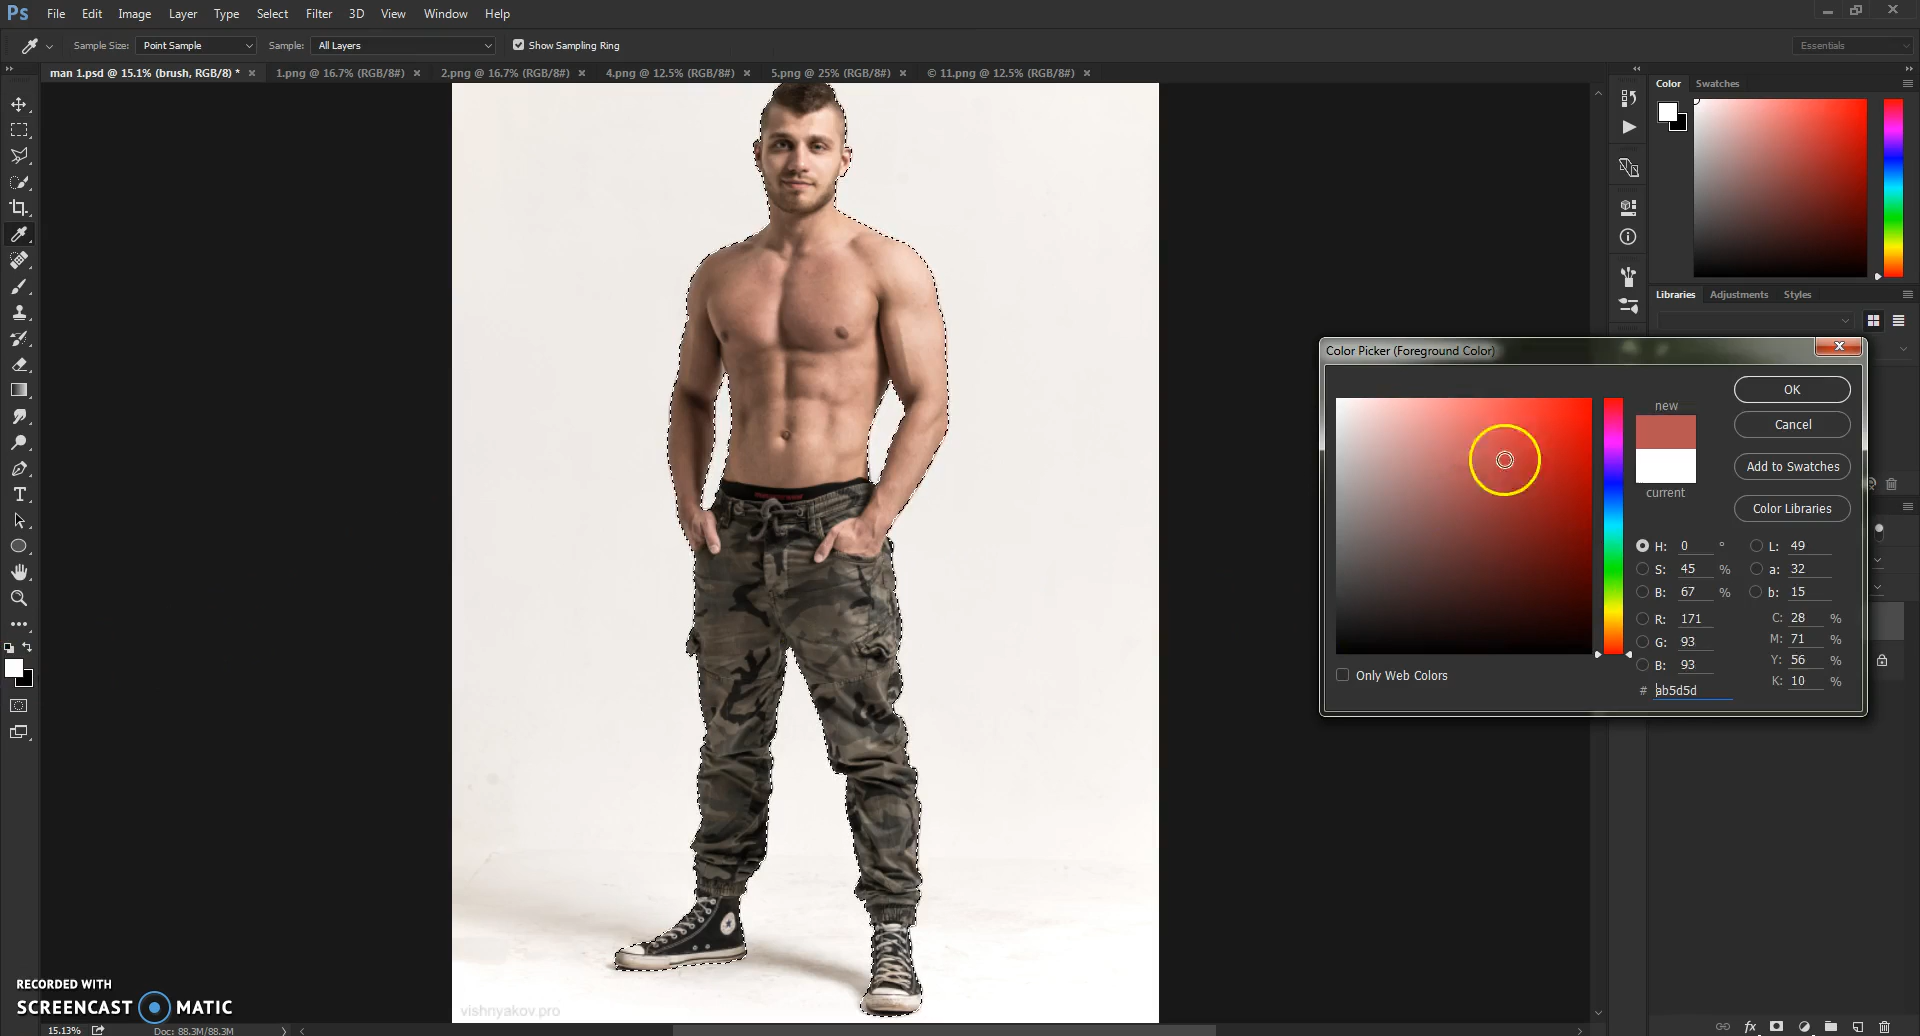 Ps File Edit Image Layer Type Select Filter 3D View Window Help
Sample Size: Point Sample Sample: All Layers Show Sampling Ring Essentials
man 1.psd @ 15.1% (brush, RGB/8) * × 1.png @ 16.7% (RGB/8#) × 2.png @ 16.7% (RGB/8#) × 4.png @ 12.5% (RGB/8#) × 5.png @ 25% (RGB/8#) × © 11.png @ 12.5% (RGB/8#) ×
Color Swatches
Libraries Adjustments Styles
Color Picker (Foreground Color)
OK
new
Cancel
Add to Swatches
current
Color Libraries
H: 0 ° L: 49
S: 45 % a: 32
B: 67 % b: 15
R: 171 C: 28 %
G: 93 M: 71 %
B: 93 Y: 56 %
# ab5d5d K: 10 %
Only Web Colors
RECORDED WITH
SCREENCAST MATIC
vishnyakov.pro
15.13% Doc: 88.3M/88.3M
fx